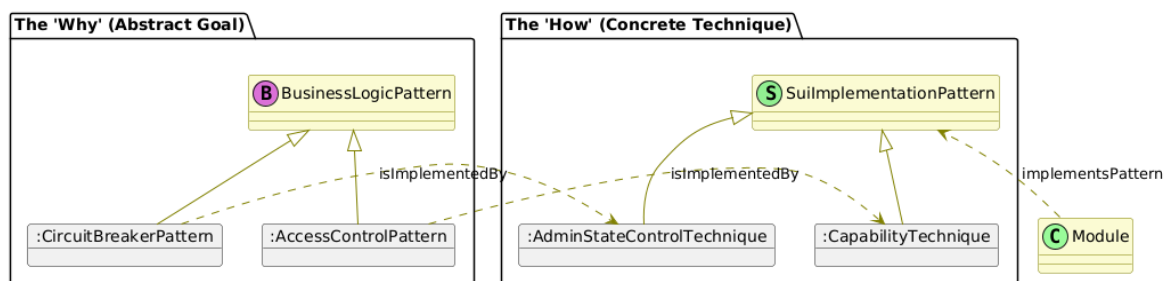 The 'Why' (Abstract Goal)
The 'How' (Concrete Technique)
B BusinessLogicPattern
S SuiImplementationPattern
isImplementedBy
isImplementedBy
implementsPattern
:CircuitBreakerPattern
:AccessControlPattern
:AdminStateControlTechnique
:CapabilityTechnique
C Module